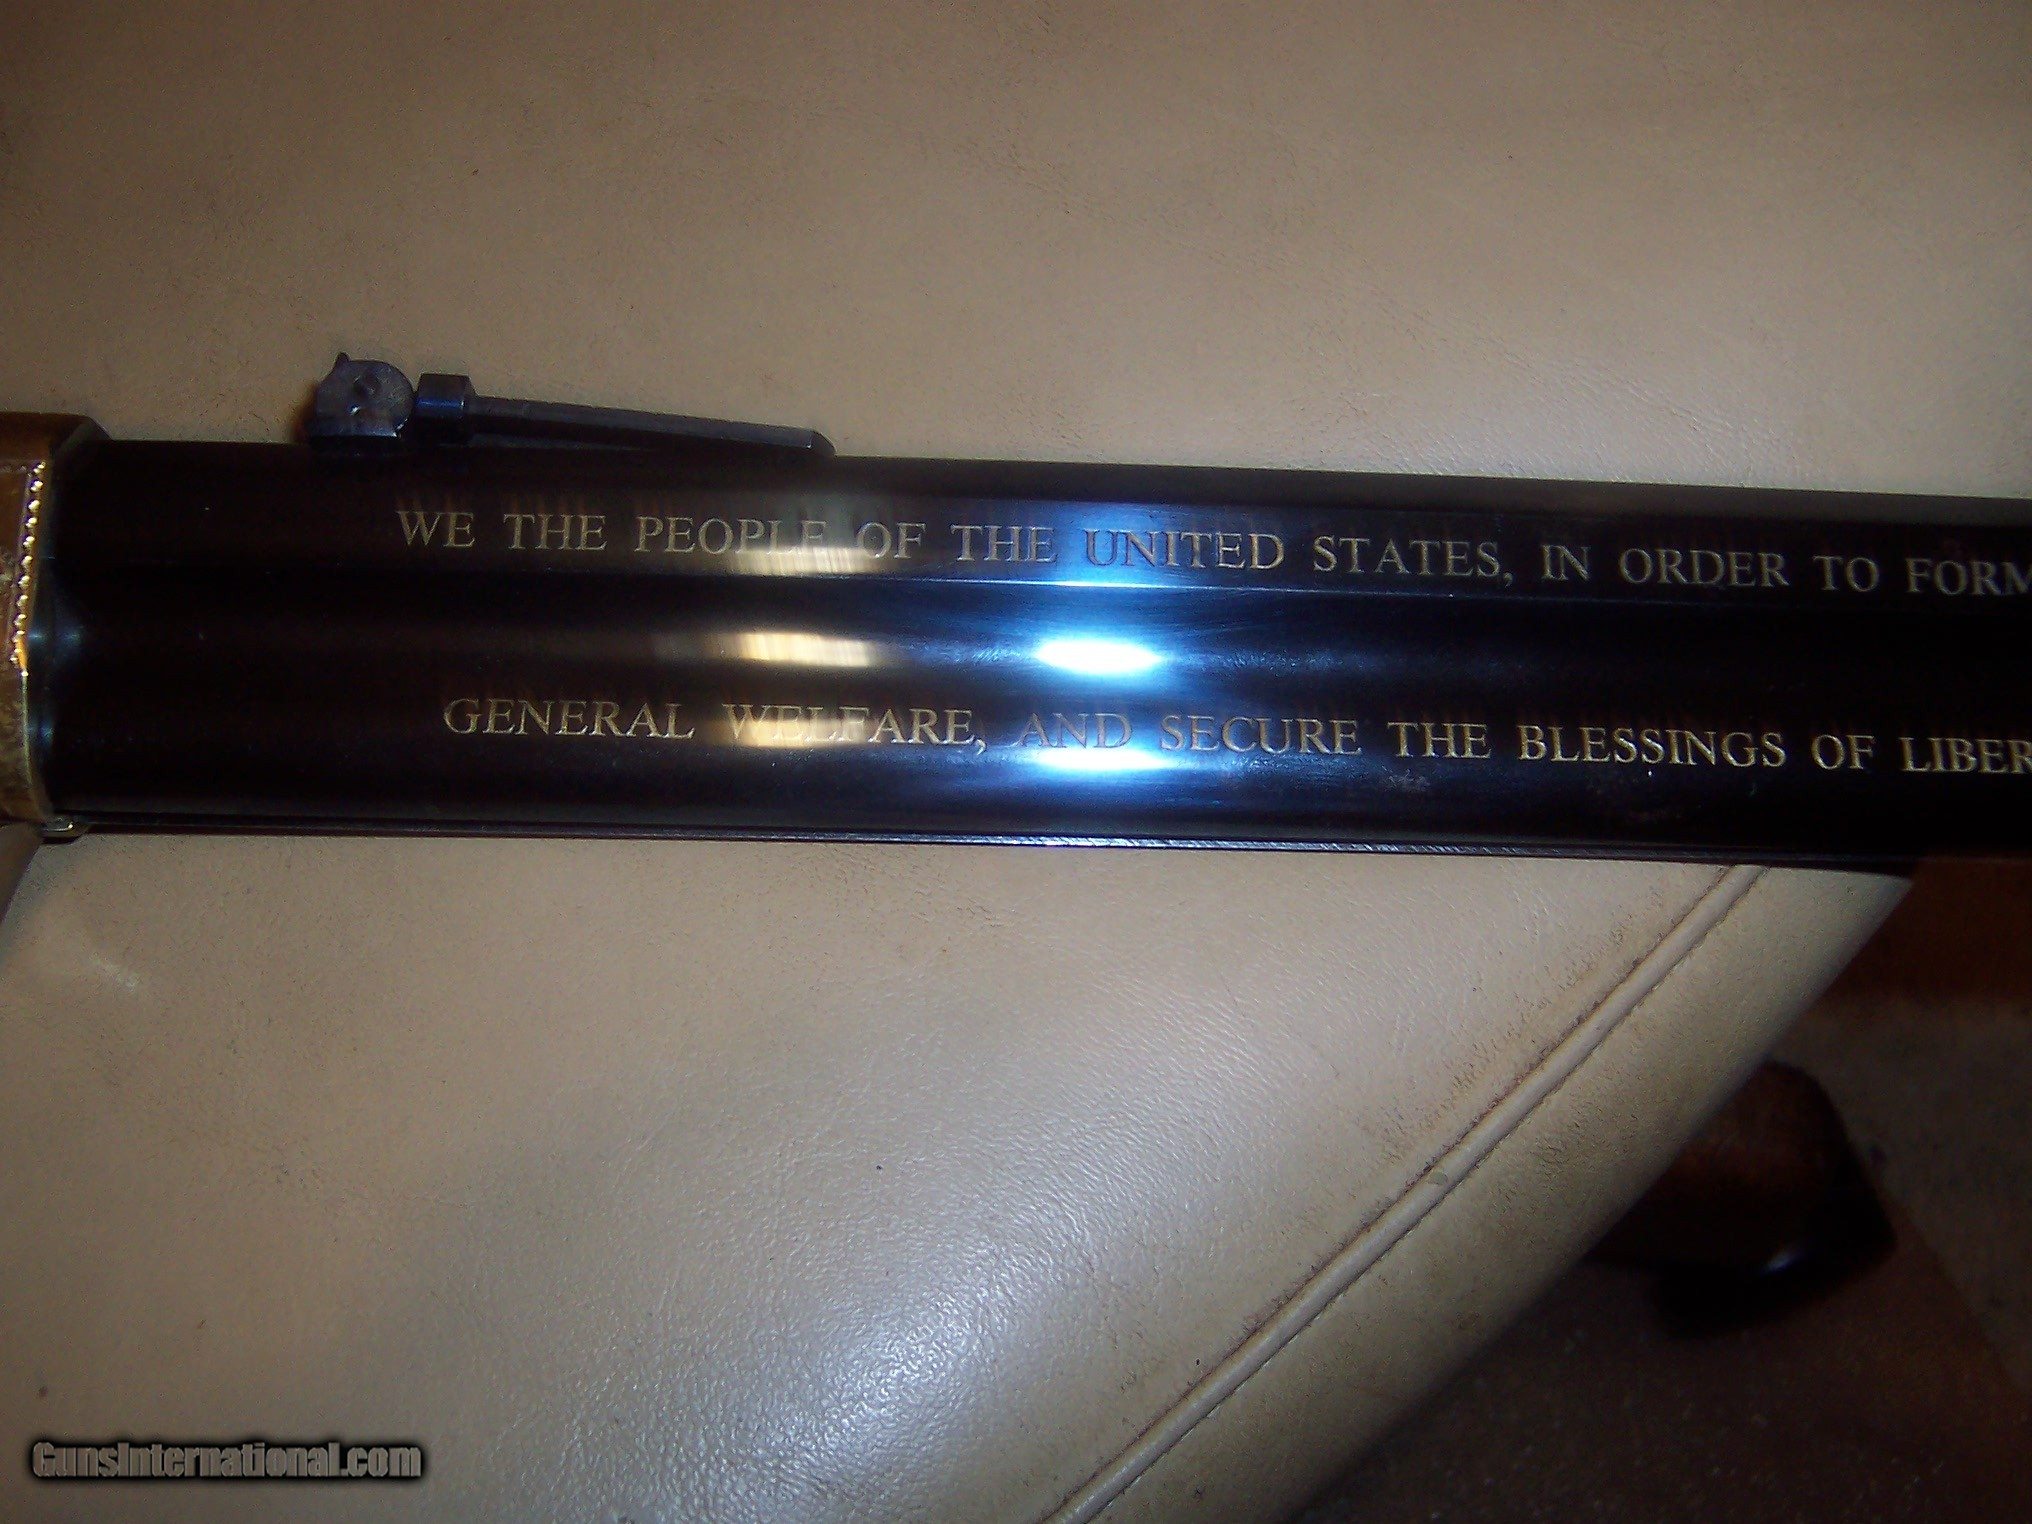 WE THE PEOPLE OF THE UNITED STATES, IN ORDER TO FORM
GENERAL WELFARE, AND SECURE THE BLESSINGS OF LIBER
GunsInternational.com